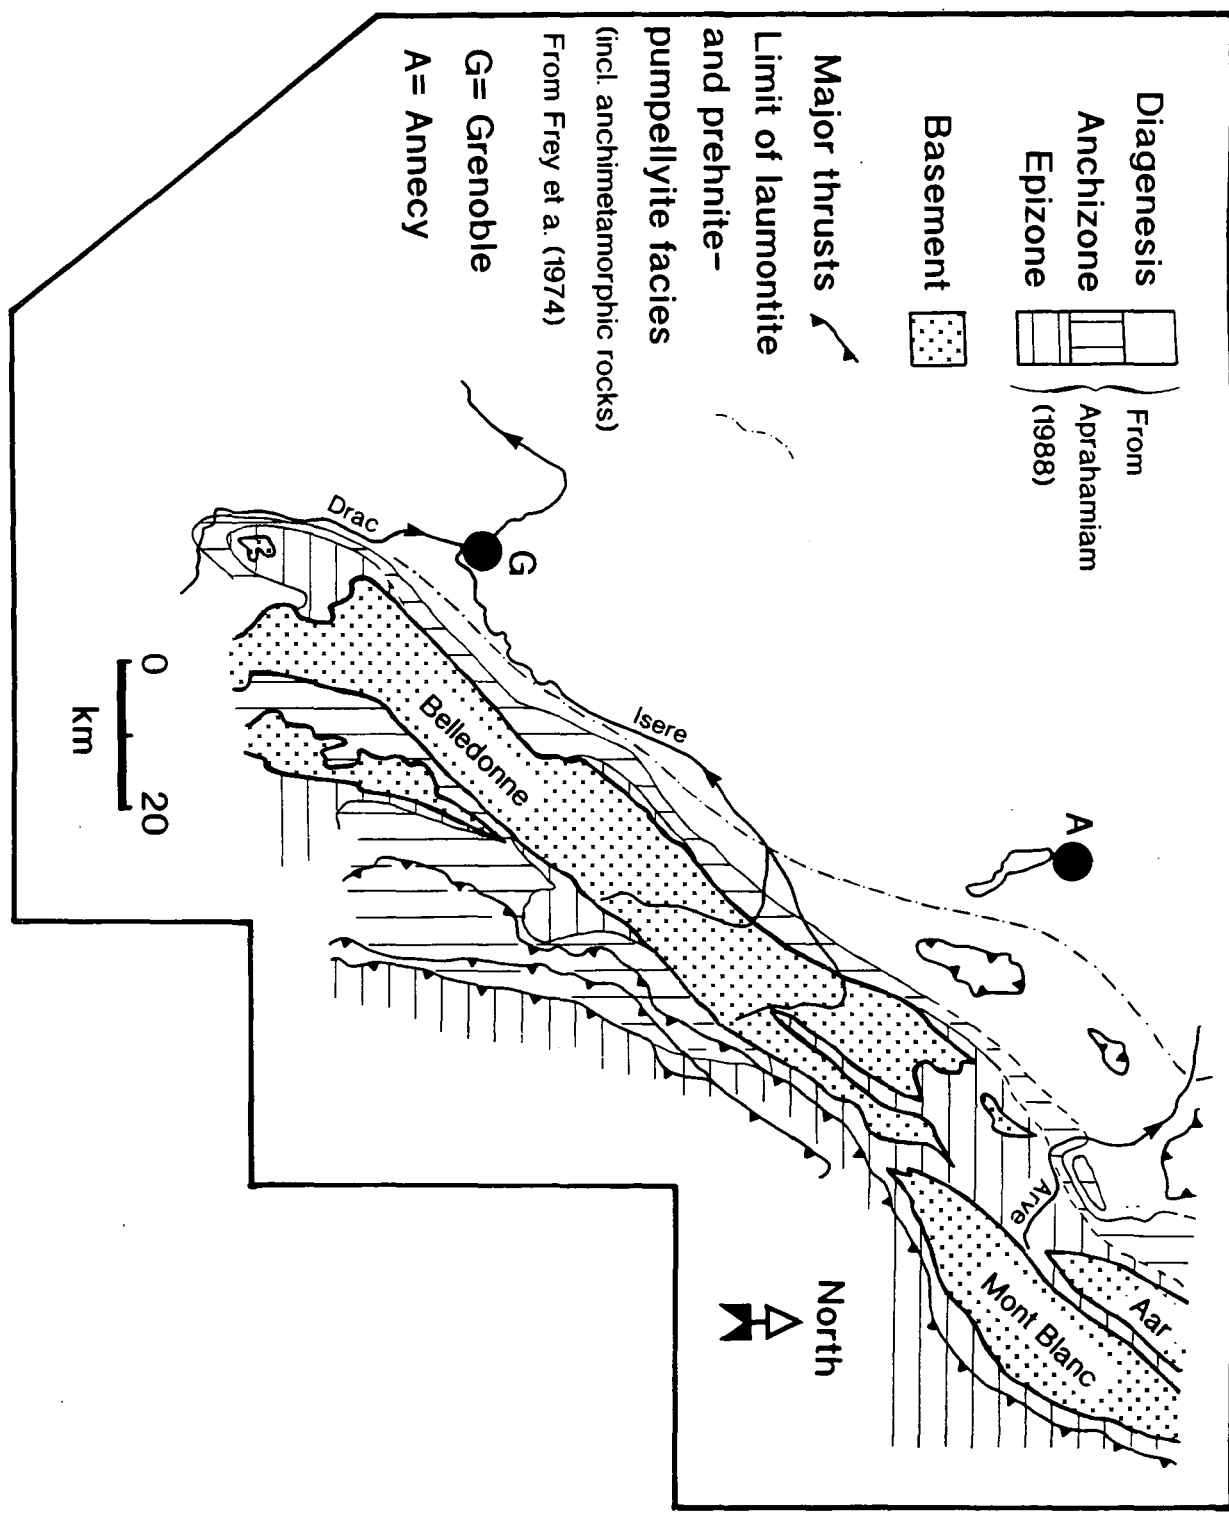 Diagenesis
Anchizone
Epizone
From
Aprahamiam
(1988)
Basement
Major thrusts
Limit of laumontite
and prehnite-
pumpellyite facies
(incl. anchimetamorphic rocks)
From Frey et a. (1974)
G= Grenoble
A= Annecy
A
G
Drac
Isere
Arve
Belledonne
Mont Blanc
Aar
North
0 20
km